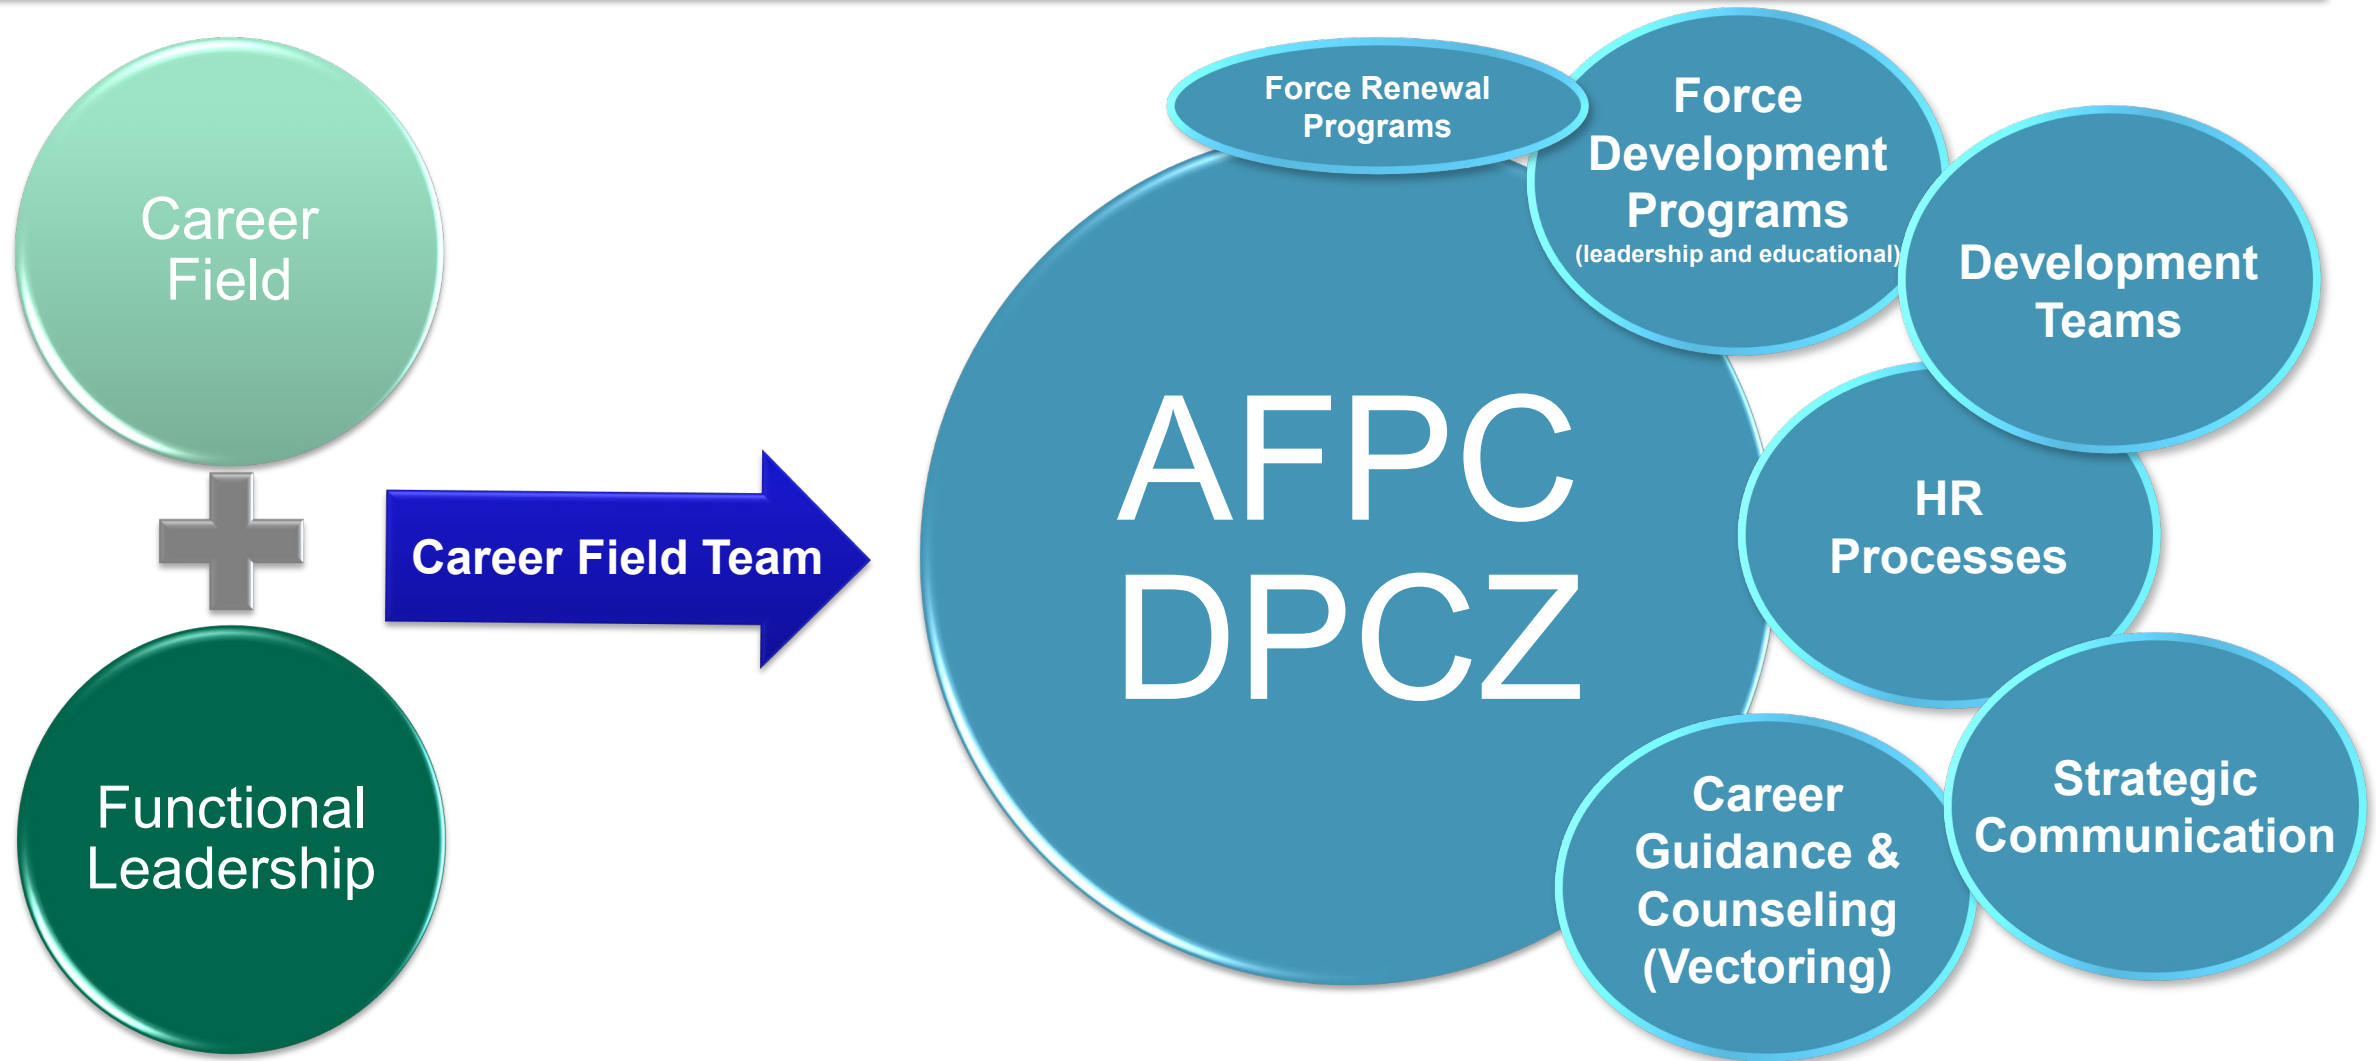 Career
Field
Functional
Leadership
Career Field Team
AFPC
DPCZ
Force Renewal
Programs
Force
Development
Programs
(leadership and educational)
Development
Teams
HR
Processes
Strategic
Communication
Career
Guidance &
Counseling
(Vectoring)